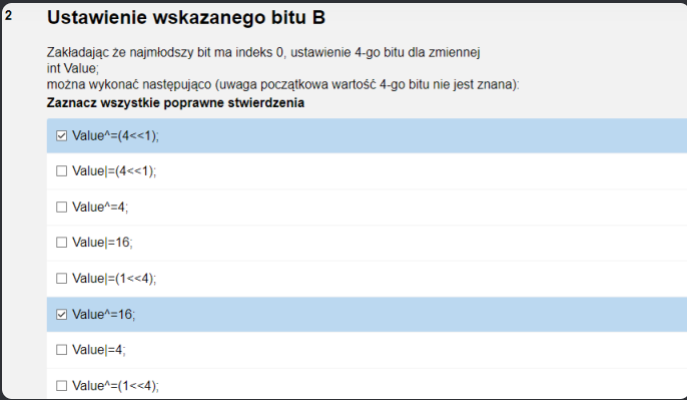 2
Ustawienie wskazanego bitu B
Zakładając że najmłodszy bit ma indeks 0, ustawienie 4-go bitu dla zmiennej
int Value;
można wykonać następująco (uwaga początkowa wartość 4-go bitu nie jest znana):
Zaznacz wszystkie poprawne stwierdzenia
Value^=(4<<1);
Value|=(4<<1);
Value^=4;
Value|=16;
Value|=(1<<4);
Value^=16;
Value|=4;
Value^=(1<<4);